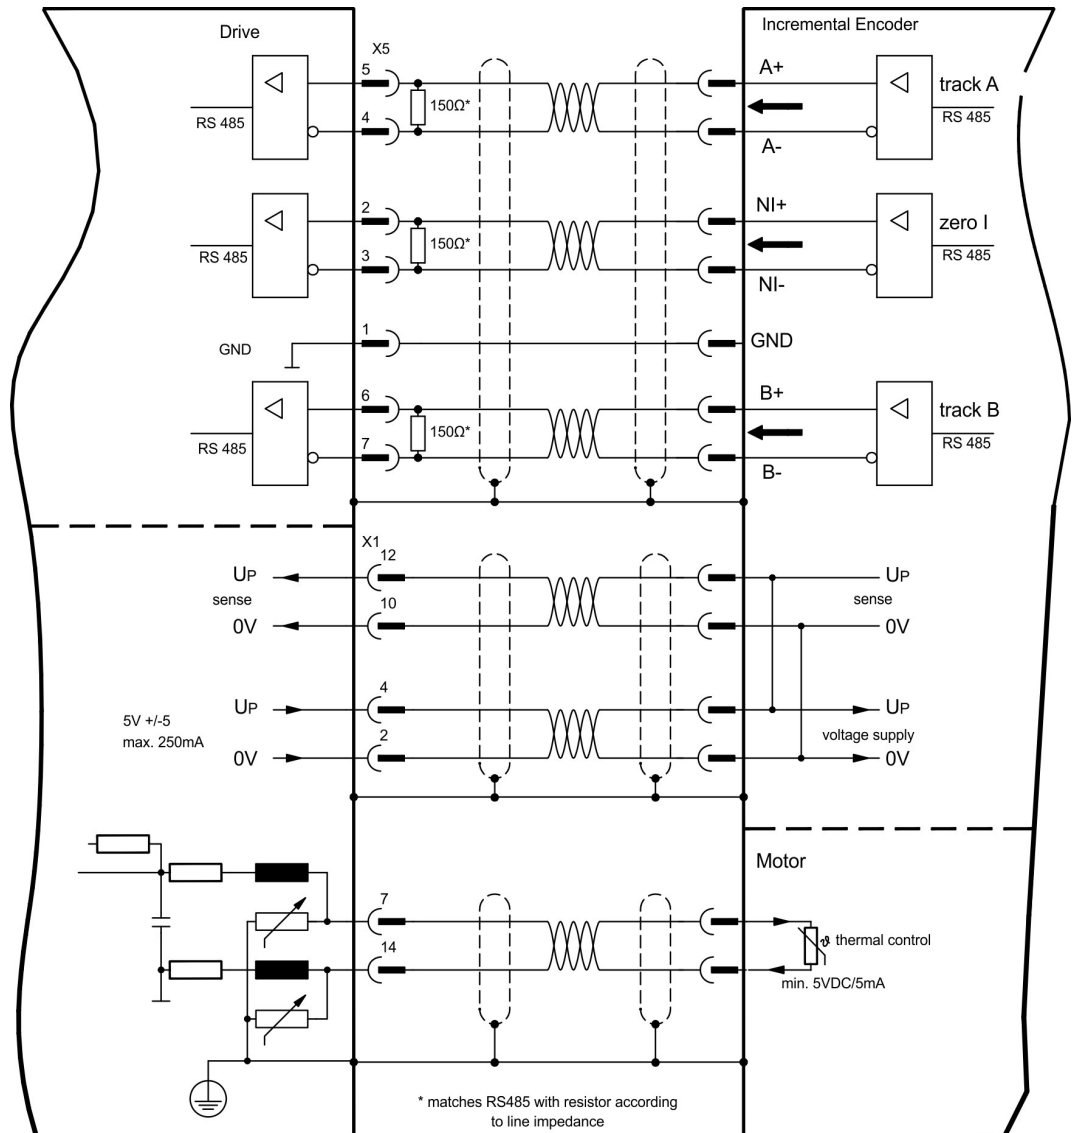 Drive
X5
Incremental Encoder
5
A+
track A
150Ω*
RS 485
RS 485
4
A-
2
NI+
zero I
150Ω*
RS 485
RS 485
3
NI-
1
GND
GND
6
B+
track B
150Ω*
RS 485
RS 485
7
B-
X1
12
UP
UP
sense
sense
10
0V
0V
4
UP
UP
5V +/-5
max. 250mA
voltage supply
2
0V
0V
Motor
7
14
ϑ thermal control
min. 5VDC/5mA
* matches RS485 with resistor according
to line impedance